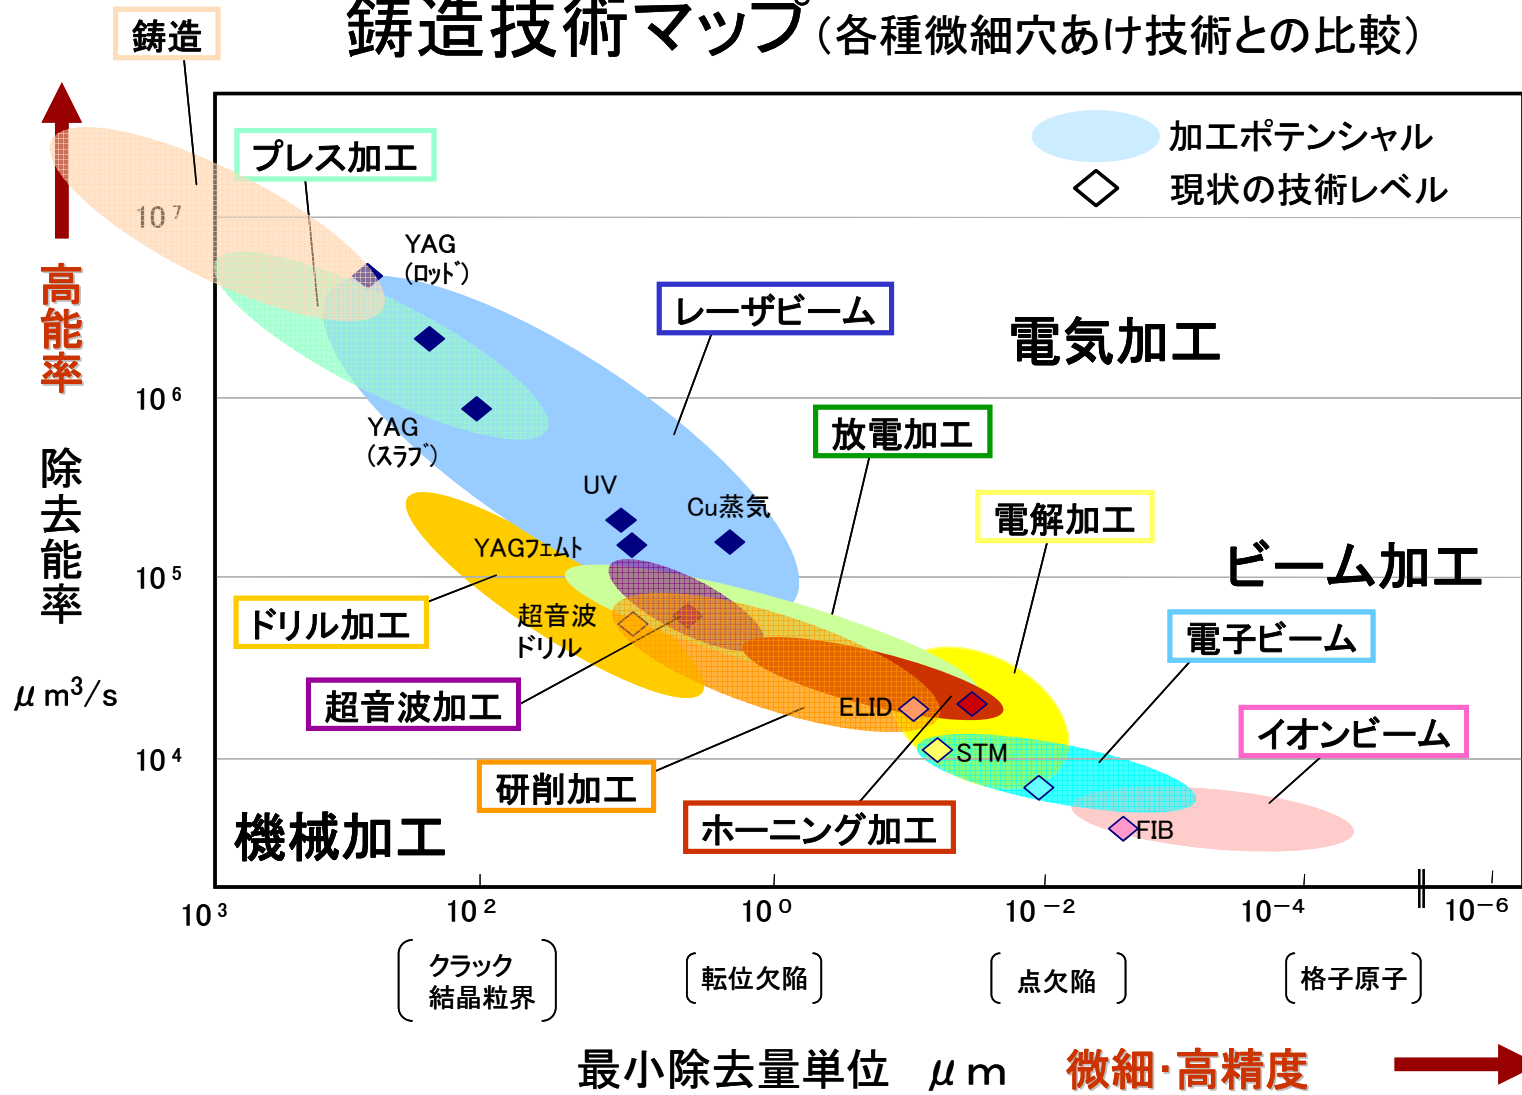 鋳造技術マップ（各種微細穴あけ技術との比較）
鋳造
プレス加工
加工ポテンシャル
現状の技術レベル
10⁷
YAG
(ﾛｯﾄﾞ)
高能率
レーザビーム
電気加工
10⁶
YAG
(ｽﾗﾌﾞ)
放電加工
除去能率
UV
Cu蒸気
電解加工
YAGﾌｪﾑﾄ
ビーム加工
10⁵
ドリル加工
超音波
ドリル
電子ビーム
μm³/s
超音波加工
ELID
イオンビーム
10⁴
STM
研削加工
ホーニング加工
FIB
機械加工
10³
10²
10⁰
10⁻²
10⁻⁴
10⁻⁶
クラック
結晶粒界
転位欠陥
点欠陥
格子原子
最小除去量単位 μm 微細・高精度